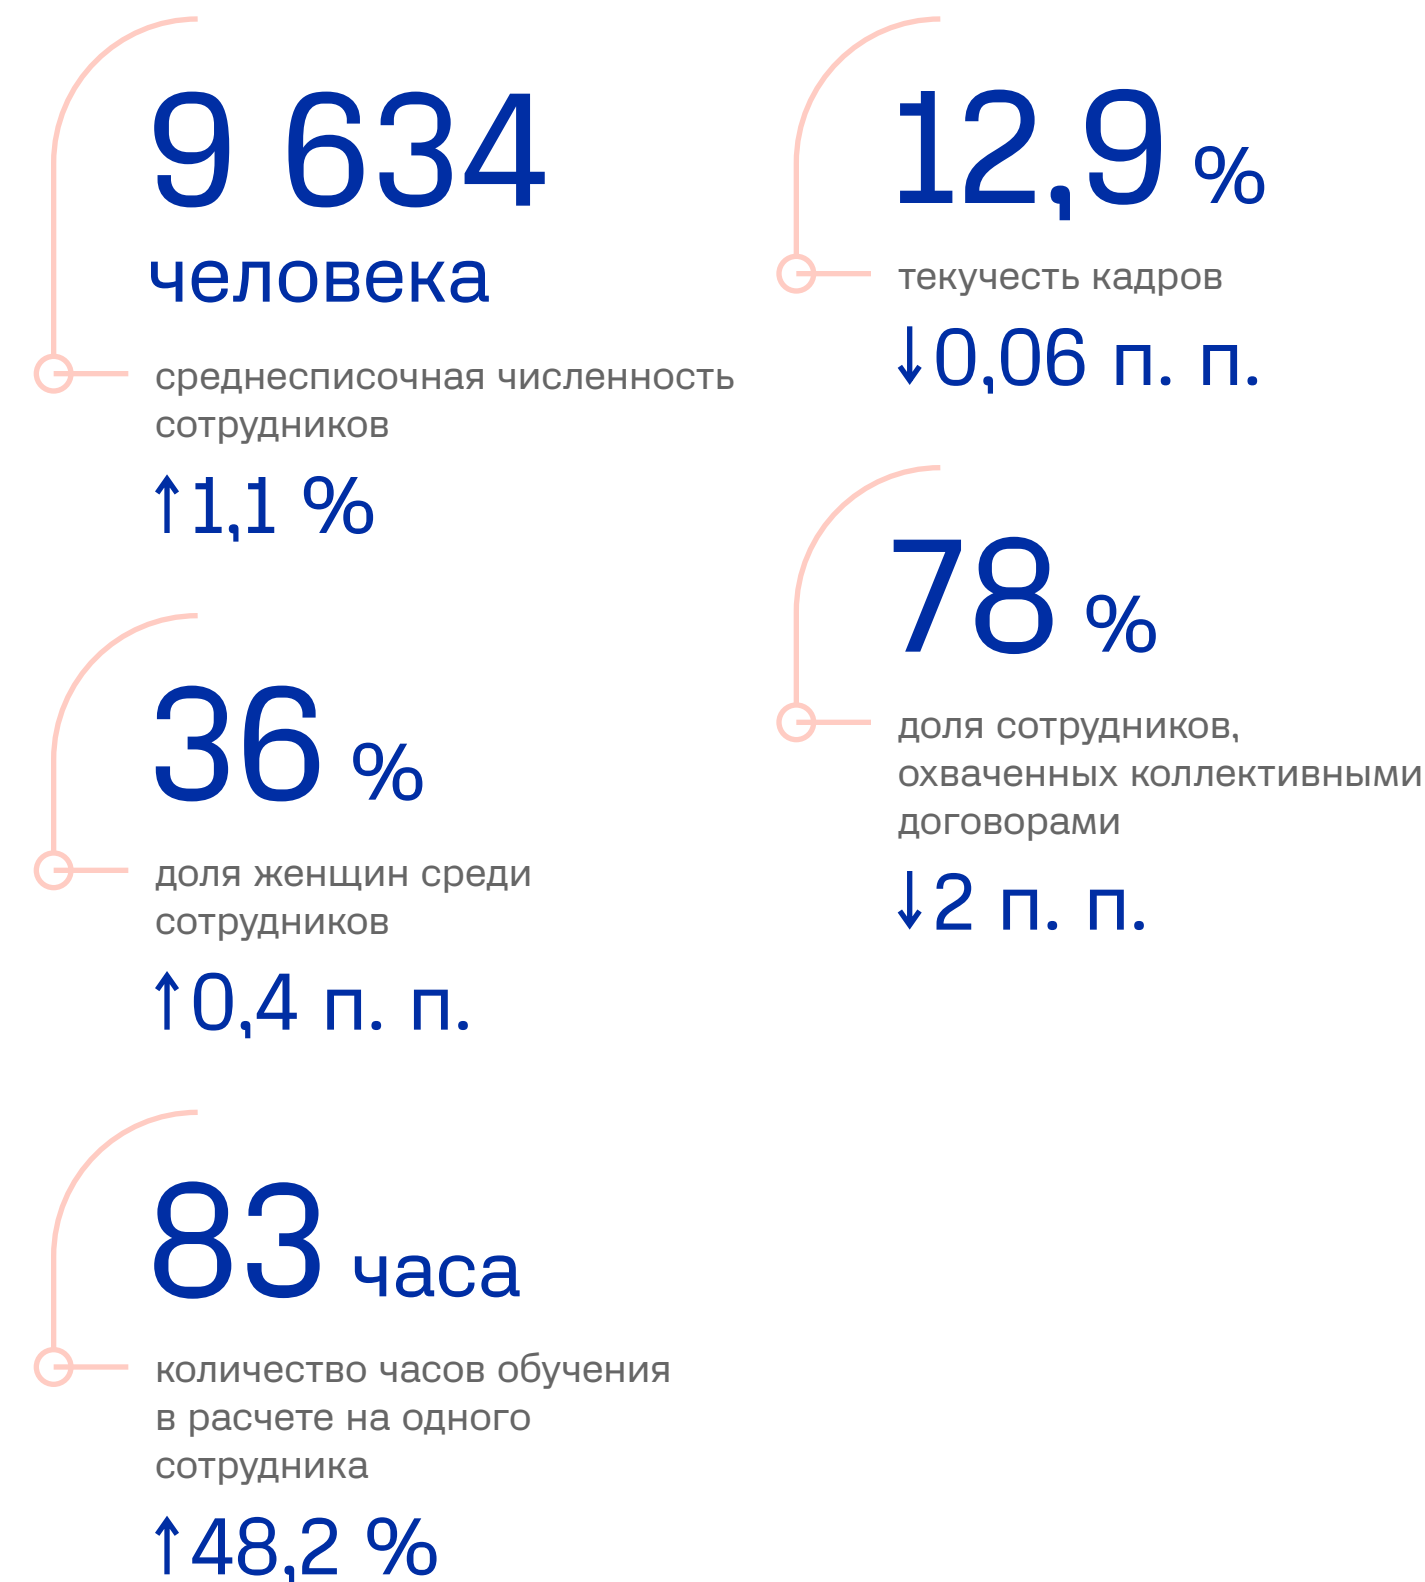 9 634
человека
среднесписочная численность
сотрудников
↑1,1 %
36 %
доля женщин среди
сотрудников
↑0,4 п. п.
83 часа
количество часов обучения
в расчете на одного
сотрудника
↑48,2 %
12,9 %
текучесть кадров
↓0,06 п. п.
78 %
доля сотрудников,
охваченных коллективными
договорами
↓2 п. п.